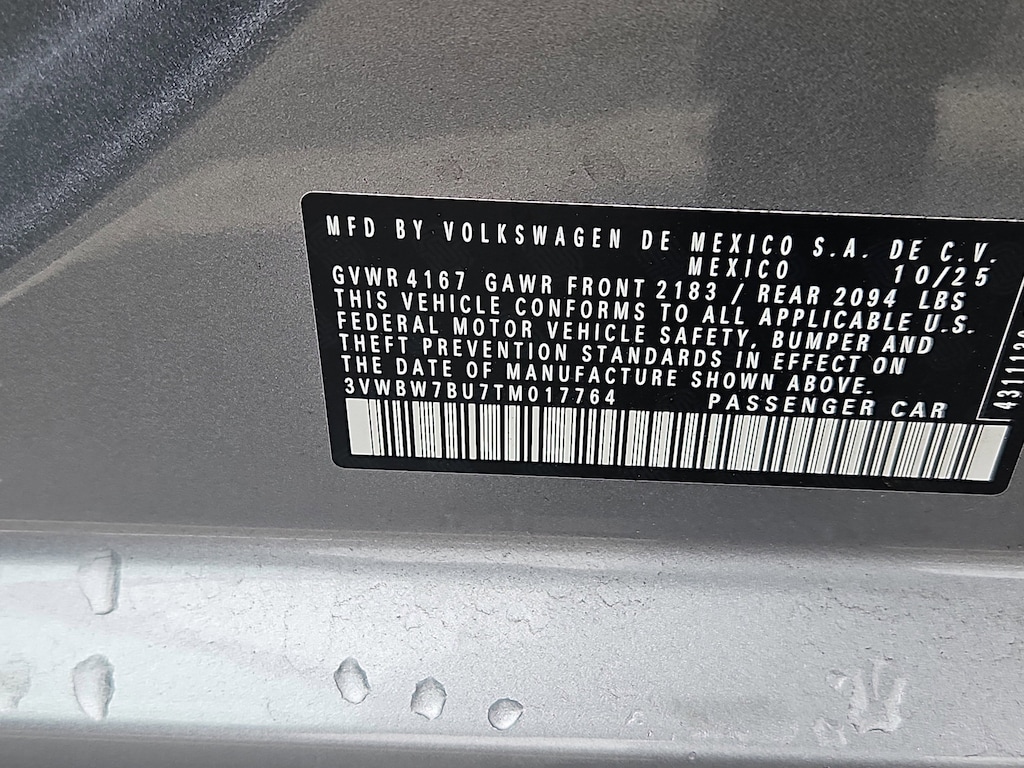 MFD BY VOLKSWAGEN DE MEXICO S.A. DE C.V.
MEXICO 10/25
GVWR 4167 GAWR FRONT 2183 / REAR 2094 LBS
THIS VEHICLE CONFORMS TO ALL APPLICABLE U.S.
FEDERAL MOTOR VEHICLE SAFETY, BUMPER AND
THEFT PREVENTION STANDARDS IN EFFECT ON
THE DATE OF MANUFACTURE SHOWN ABOVE.
3VWBW7BU7TM017764 PASSENGER CAR